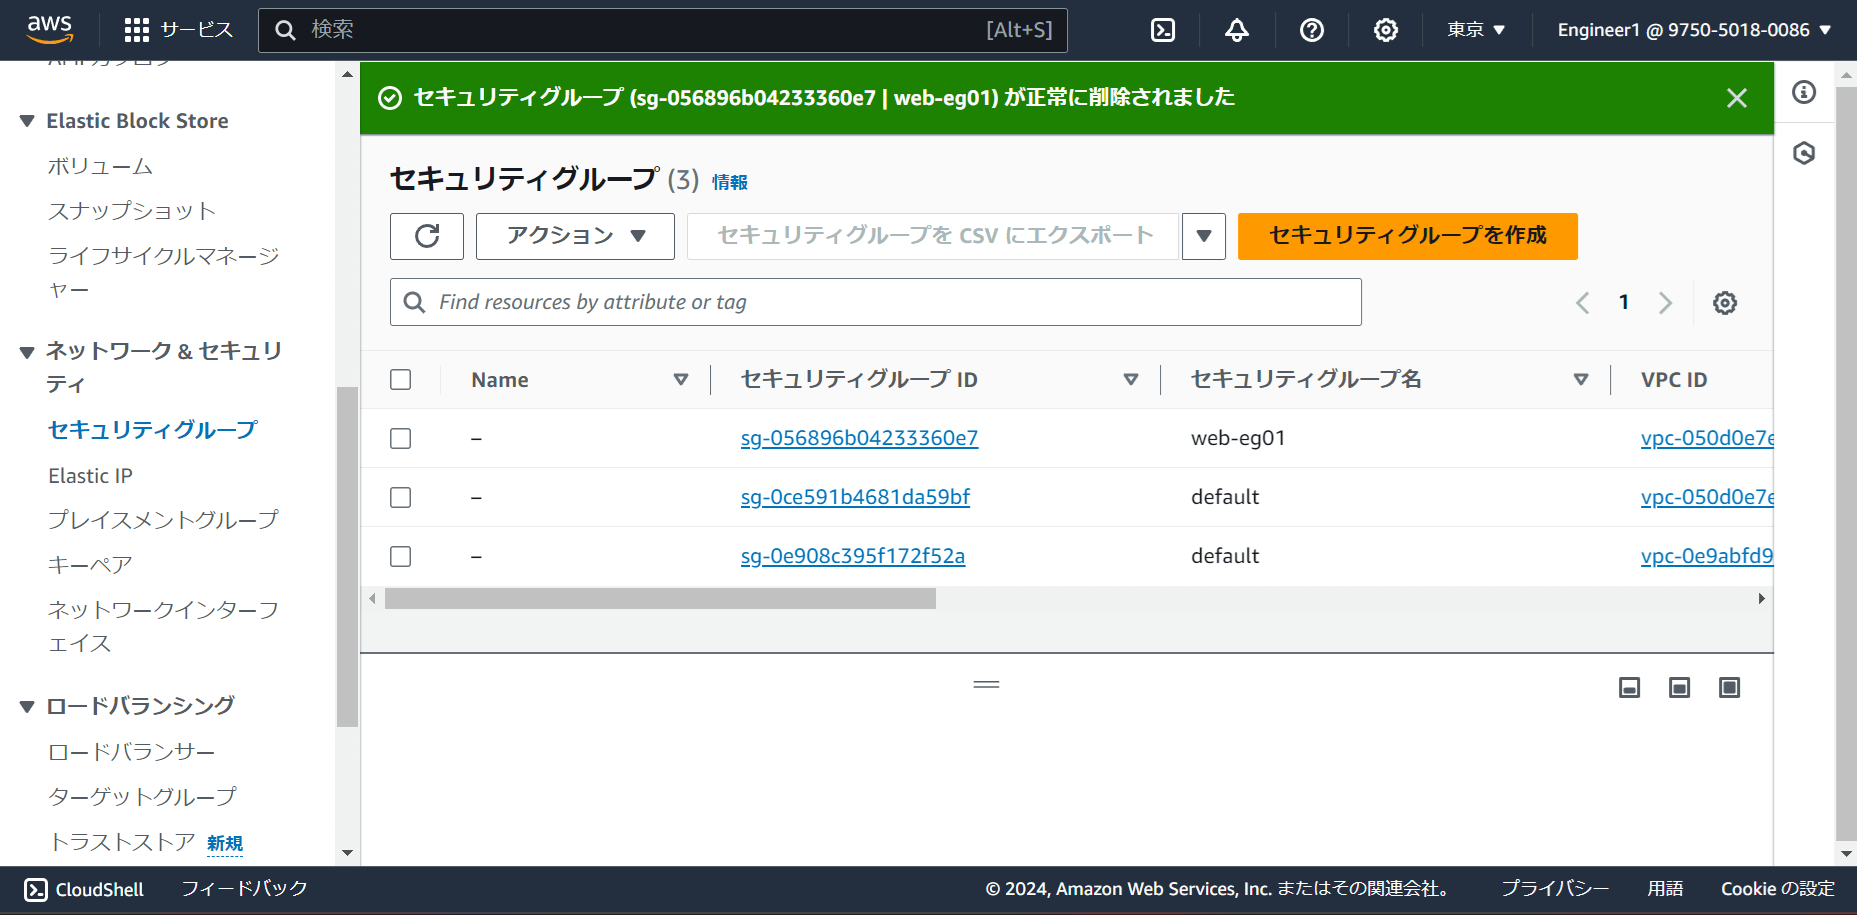 aws
サービス
検索
[Alt+S]
東京
Engineer1 @ 9750-5018-0086
Elastic Block Store
ボリューム
スナップショット
ライフサイクルマネージ
ャー
ネットワーク & セキュリ
ティ
セキュリティグループ
Elastic IP
プレイスメントグループ
キーペア
ネットワークインターフ
ェイス
ロードバランシング
ロードバランサー
ターゲットグループ
トラストストア 新規
セキュリティグループ (sg-056896b04233360e7 | web-eg01) が正常に削除されました
セキュリティグループ (3) 情報
アクション
セキュリティグループを CSV にエクスポート
セキュリティグループを作成
Find resources by attribute or tag
1
Name セキュリティグループ ID セキュリティグループ名 VPC ID
– sg-056896b04233360e7 web-eg01 vpc-050d0e7e
– sg-0ce591b4681da59bf default vpc-050d0e7e
– sg-0e908c395f172f52a default vpc-0e9abfd9
CloudShell フィードバック
© 2024, Amazon Web Services, Inc. またはその関連会社。 プライバシー 用語 Cookie の設定